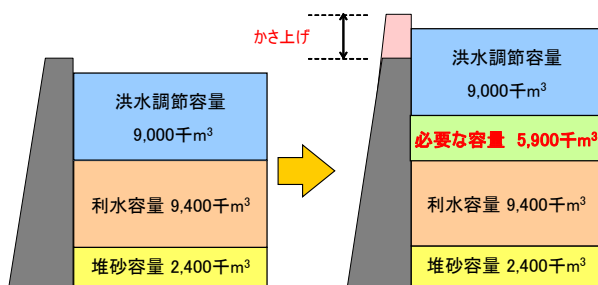 洪水調節容量
9,000千m³
利水容量 9,400千m³
堆砂容量 2,400千m³
かさ上げ
洪水調節容量
9,000千m³
必要な容量 5,900千m³
利水容量 9,400千m³
堆砂容量 2,400千m³